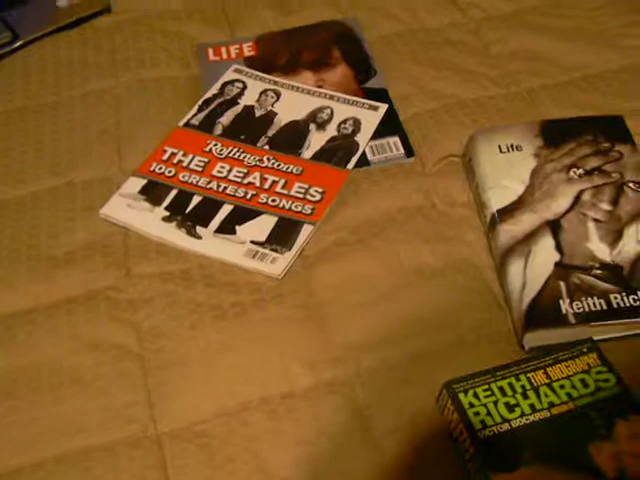 LIFE
SPECIAL COLLECTORS EDITION
Rolling Stone
THE BEATLES
100 GREATEST SONGS
Life
Keith Rich
KEITH THE BIOGRAPHY
RICHARDS
VICTOR BOCKRIS